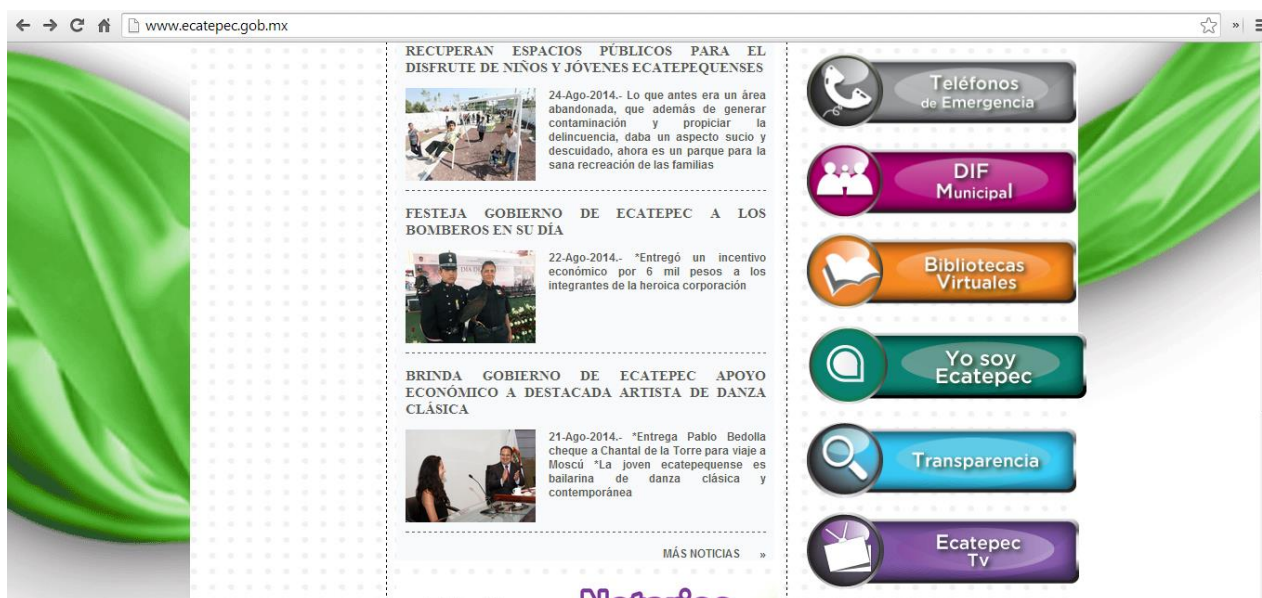 www.ecatepec.gob.mx
»
RECUPERAN ESPACIOS PÚBLICOS PARA EL
DISFRUTE DE NIÑOS Y JÓVENES ECATEPEQUENSES
24-Ago-2014.- Lo que antes era un área
abandonada, que además de generar
contaminación y propiciar la
delincuencia, daba un aspecto sucio y
descuidado, ahora es un parque para la
sana recreación de las familias
FESTEJA GOBIERNO DE ECATEPEC A LOS
BOMBEROS EN SU DÍA
22-Ago-2014.- *Entregó un incentivo
económico por 6 mil pesos a los
integrantes de la heroica corporación
BRINDA GOBIERNO DE ECATEPEC APOYO
ECONÓMICO A DESTACADA ARTISTA DE DANZA
CLÁSICA
21-Ago-2014.- *Entrega Pablo Bedolla
cheque a Chantal de la Torre para viaje a
Moscú *La joven ecatepequense es
bailarina de danza clásica y
contemporánea
MÁS NOTICIAS »
Teléfonos
de Emergencia
DIF
Municipal
Bibliotecas
Virtuales
Yo soy
Ecatepec
Transparencia
Ecatepec
Tv